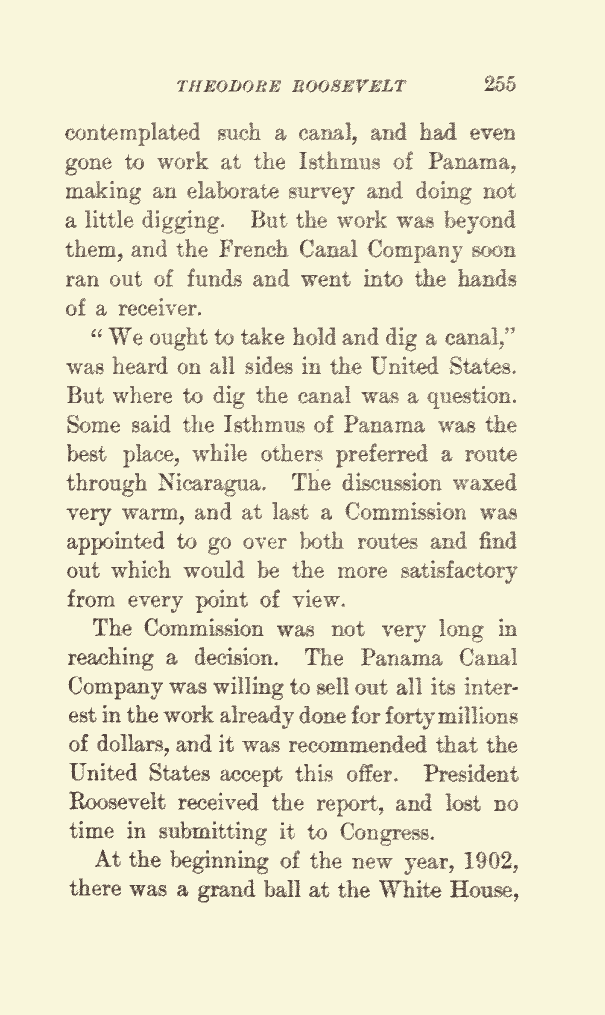 THEODORE ROOSEVELT 255
contemplated such a canal, and had even
gone to work at the Isthmus of Panama,
making an elaborate survey and doing not
a little digging. But the work was beyond
them, and the French Canal Company soon
ran out of funds and went into the hands
of a receiver.
“We ought to take hold and dig a canal,”
was heard on all sides in the United States.
But where to dig the canal was a question.
Some said the Isthmus of Panama was the
best place, while others preferred a route
through Nicaragua. The discussion waxed
very warm, and at last a Commission was
appointed to go over both routes and find
out which would be the more satisfactory
from every point of view.
The Commission was not very long in
reaching a decision. The Panama Canal
Company was willing to sell out all its inter-
est in the work already done for forty millions
of dollars, and it was recommended that the
United States accept this offer. President
Roosevelt received the report, and lost no
time in submitting it to Congress.
At the beginning of the new year, 1902,
there was a grand ball at the White House,